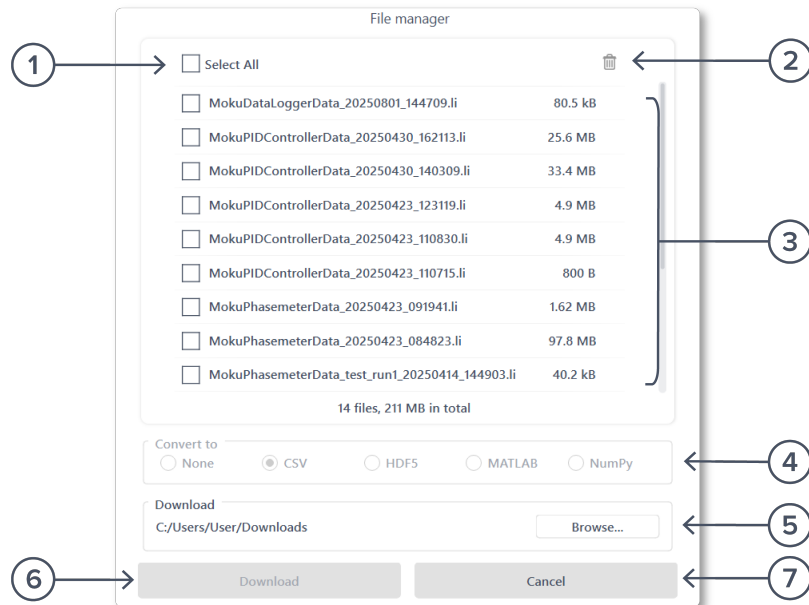 File manager
1 Select All 2
MokuDataLoggerData_20250801_144709.li 80.5 kB
MokuPIDControllerData_20250430_162113.li 25.6 MB
MokuPIDControllerData_20250430_140309.li 33.4 MB
MokuPIDControllerData_20250423_123119.li 4.9 MB
MokuPIDControllerData_20250423_110830.li 4.9 MB 3
MokuPIDControllerData_20250423_110715.li 800 B
MokuPhasemeterData_20250423_091941.li 1.62 MB
MokuPhasemeterData_20250423_084823.li 97.8 MB
MokuPhasemeterData_test_run1_20250414_144903.li 40.2 kB
14 files, 211 MB in total
Convert to
None CSV HDF5 MATLAB NumPy 4
Download
C:/Users/User/Downloads Browse... 5
6 Download Cancel 7